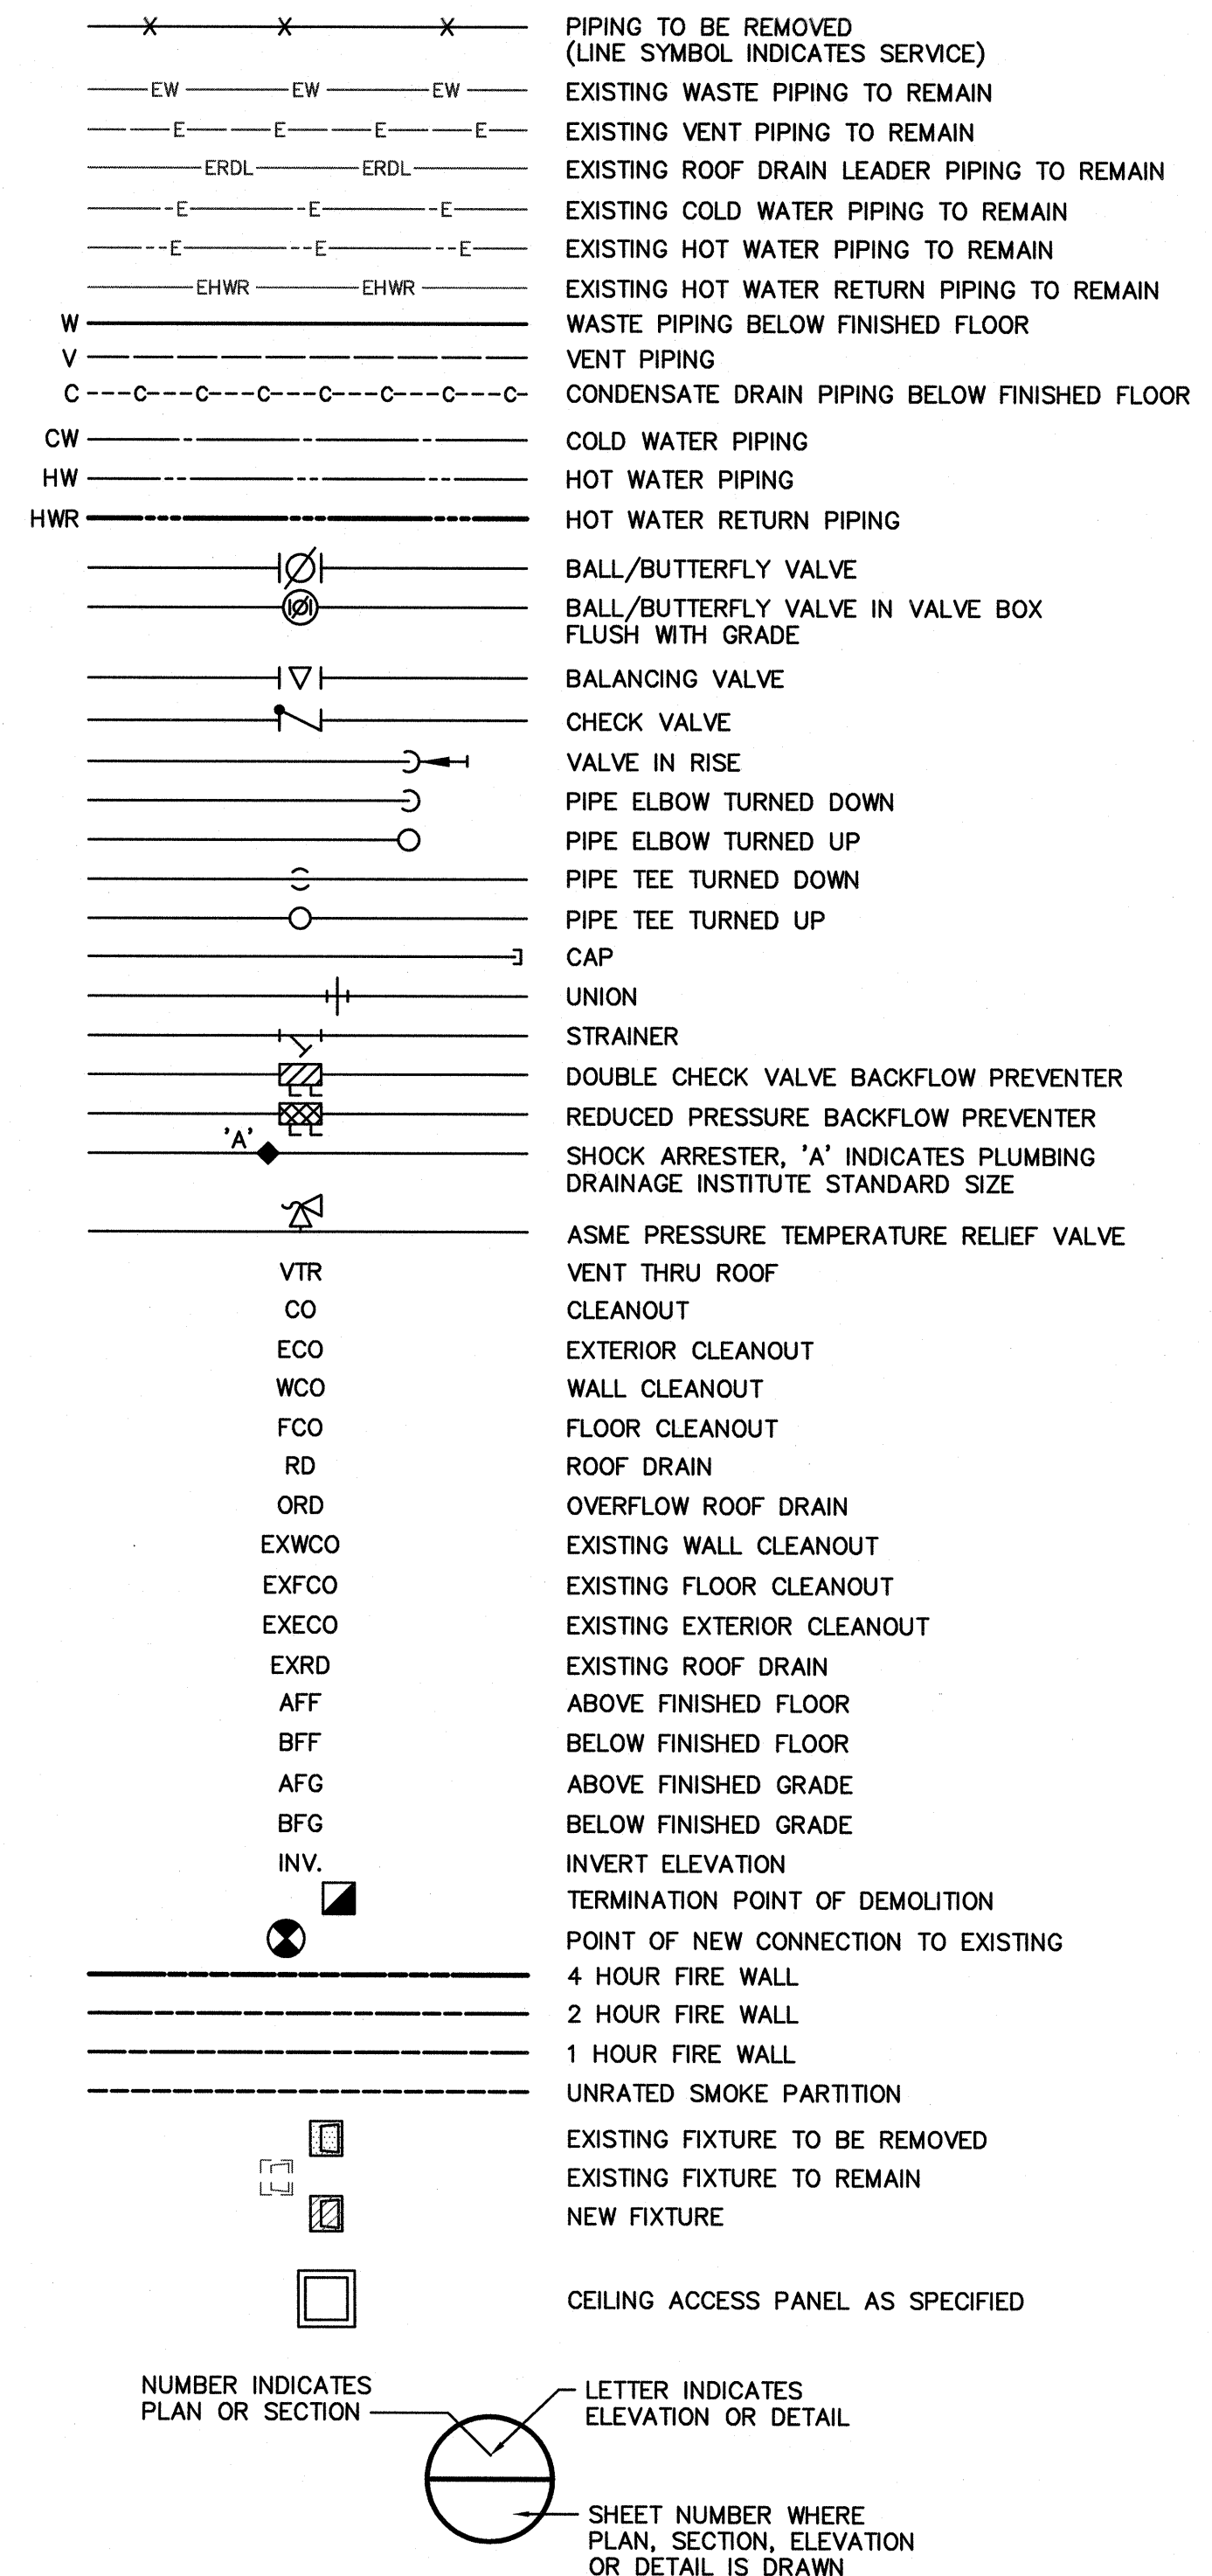 PIPING TO BE REMOVED
(LINE SYMBOL INDICATES SERVICE)
EW EW EW EXISTING WASTE PIPING TO REMAIN
E E E E EXISTING VENT PIPING TO REMAIN
ERDL ERDL EXISTING ROOF DRAIN LEADER PIPING TO REMAIN
E E E EXISTING COLD WATER PIPING TO REMAIN
E E E EXISTING HOT WATER PIPING TO REMAIN
EHWR EHWR EXISTING HOT WATER RETURN PIPING TO REMAIN
W WASTE PIPING BELOW FINISHED FLOOR
V VENT PIPING
C C C C C C C C CONDENSATE DRAIN PIPING BELOW FINISHED FLOOR
CW COLD WATER PIPING
HW HOT WATER PIPING
HWR HOT WATER RETURN PIPING
BALL/BUTTERFLY VALVE
BALL/BUTTERFLY VALVE IN VALVE BOX
FLUSH WITH GRADE
BALANCING VALVE
CHECK VALVE
VALVE IN RISE
PIPE ELBOW TURNED DOWN
PIPE ELBOW TURNED UP
PIPE TEE TURNED DOWN
PIPE TEE TURNED UP
CAP
UNION
STRAINER
DOUBLE CHECK VALVE BACKFLOW PREVENTER
REDUCED PRESSURE BACKFLOW PREVENTER
'A' SHOCK ARRESTER, 'A' INDICATES PLUMBING
DRAINAGE INSTITUTE STANDARD SIZE
ASME PRESSURE TEMPERATURE RELIEF VALVE
VTR VENT THRU ROOF
CO CLEANOUT
ECO EXTERIOR CLEANOUT
WCO WALL CLEANOUT
FCO FLOOR CLEANOUT
RD ROOF DRAIN
ORD OVERFLOW ROOF DRAIN
EXWCO EXISTING WALL CLEANOUT
EXFCO EXISTING FLOOR CLEANOUT
EXECO EXISTING EXTERIOR CLEANOUT
EXRD EXISTING ROOF DRAIN
AFF ABOVE FINISHED FLOOR
BFF BELOW FINISHED FLOOR
AFG ABOVE FINISHED GRADE
BFG BELOW FINISHED GRADE
INV. INVERT ELEVATION
TERMINATION POINT OF DEMOLITION
POINT OF NEW CONNECTION TO EXISTING
4 HOUR FIRE WALL
2 HOUR FIRE WALL
1 HOUR FIRE WALL
UNRATED SMOKE PARTITION
EXISTING FIXTURE TO BE REMOVED
EXISTING FIXTURE TO REMAIN
NEW FIXTURE
CEILING ACCESS PANEL AS SPECIFIED
NUMBER INDICATES
PLAN OR SECTION
LETTER INDICATES
ELEVATION OR DETAIL
SHEET NUMBER WHERE
PLAN, SECTION, ELEVATION
OR DETAIL IS DRAWN